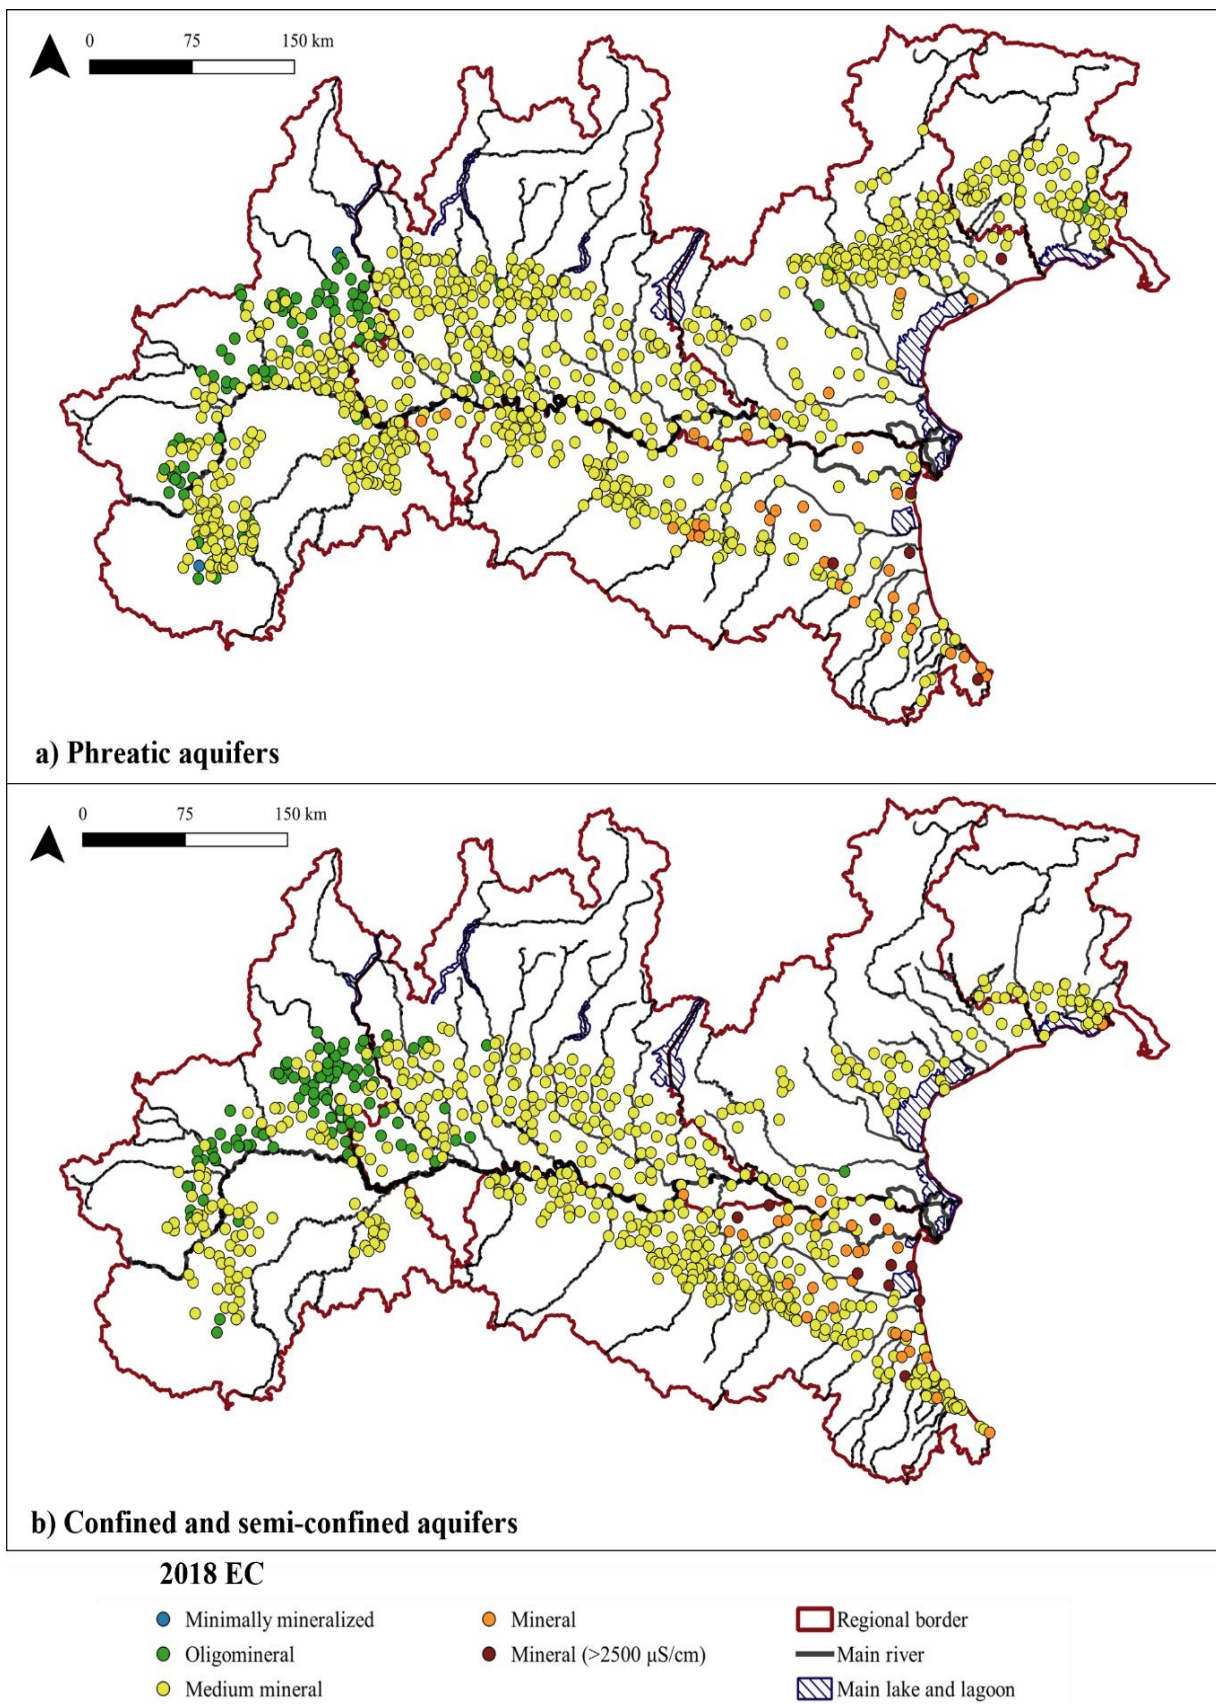 0 75 150 km
a) Phreatic aquifers
0 75 150 km
b) Confined and semi-confined aquifers
2018 EC
Minimally mineralized
Oligomineral
Medium mineral
Mineral
Mineral (>2500 μS/cm)
Regional border
Main river
Main lake and lagoon